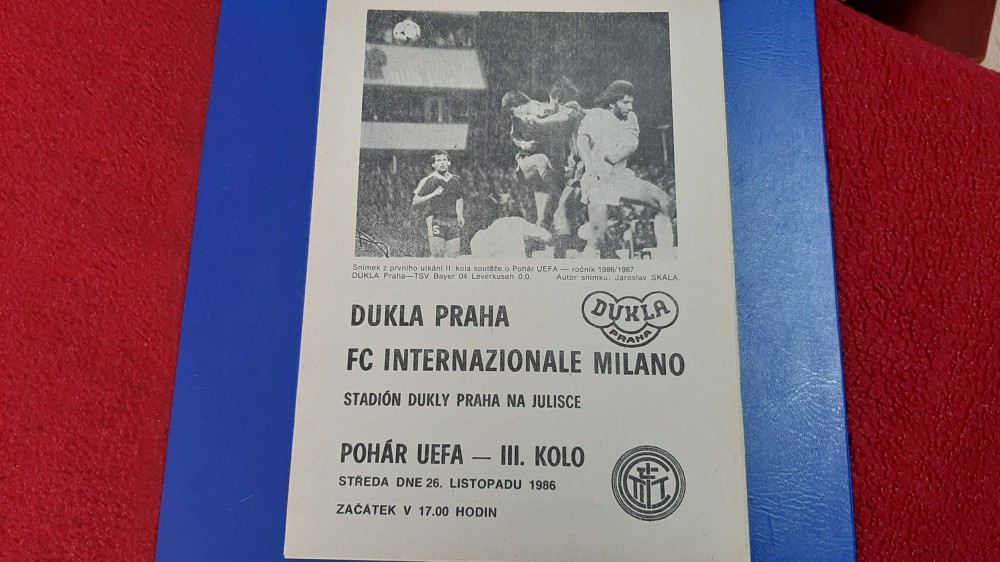 5
Snímek z prvního utkání II. kola soutěže o Pohár UEFA — ročník 1986/1987
DUKLA Praha—TSV Bayer 04 Leverkusen 0:0. Autor snímku: Jaroslav SKÁLA.
DUKLA PRAHA
DUKLA
PRAHA
FC INTERNAZIONALE MILANO
STADIÓN DUKLY PRAHA NA JULISCE
POHÁR UEFA — III. KOLO
STŘEDA DNE 26. LISTOPADU 1986
ZAČÁTEK V 17.00 HODIN